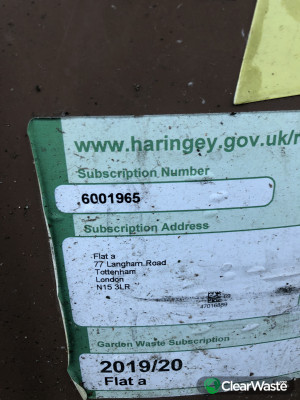 www.haringey.gov.uk/r
Subscription Number
6001965
Subscription Address
Flat a
77 Langham Road
Tottenham
London
N15 3LR
Garden Waste Subscription
2019/20
Flat a
ClearWaste